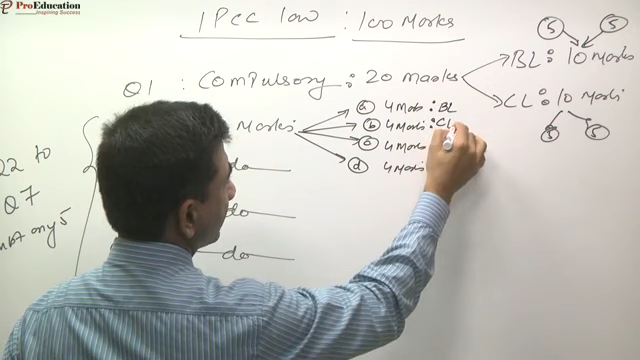 ProEducation
Inspiring Success
IPCC law : 100 Marks
Q1 : Compulsory : 20 marks
5 5
BL : 10 Marks
CL : 10 Marks
5 5
Marks
a 4 Marks : BL
b 4 Marks : CL
c 4 Marks
d 4 Marks
do
do
do
Q2 to
Q7
any 5